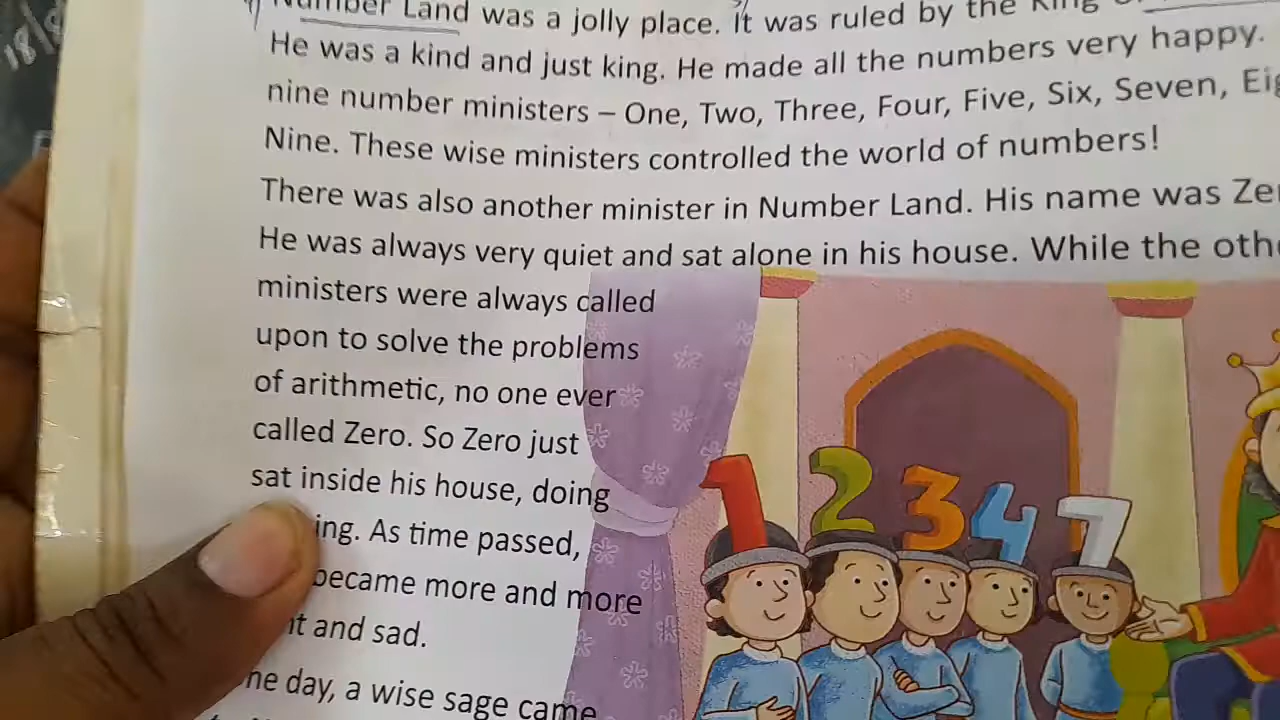 Number Land was a jolly place. It was ruled by the King
He was a kind and just king. He made all the numbers very happy.
nine number ministers – One, Two, Three, Four, Five, Six, Seven,
Nine. These wise ministers controlled the world of numbers!
There was also another minister in Number Land. His name was
He was always very quiet and sat alone in his house. While the
ministers were always called
upon to solve the problems
of arithmetic, no one ever
called Zero. So Zero just
sat inside his house, doing
ing. As time passed,
became more and more
and sad.
day, a wise sage came
1 2 3 4 7